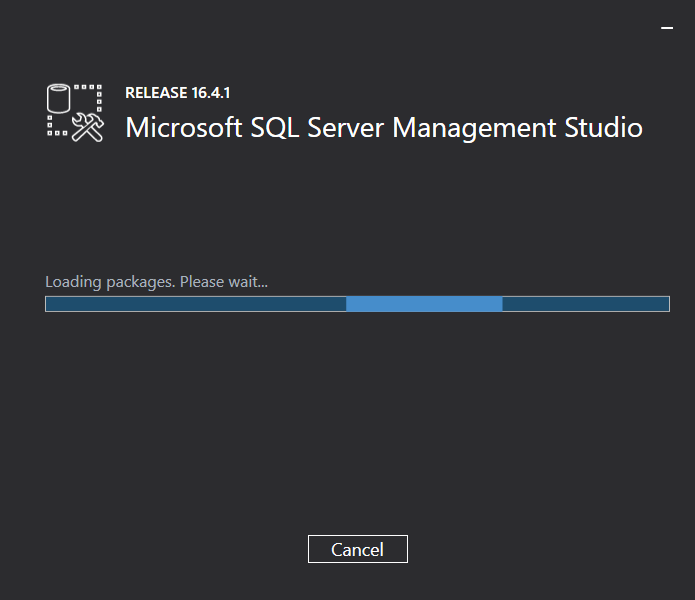 RELEASE 16.4.1
Microsoft SQL Server Management Studio
Loading packages. Please wait...
Cancel